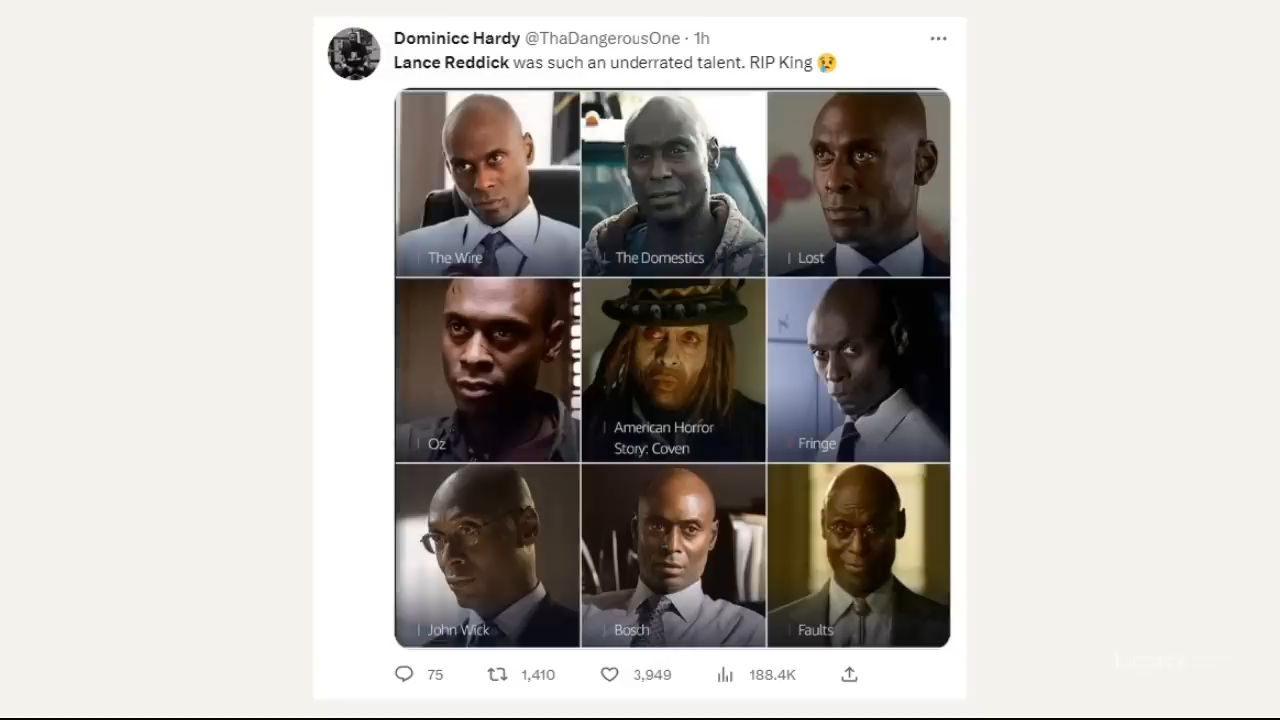 Dominicc Hardy @ThaDangerousOne · 1h
Lance Reddick was such an underrated talent. RIP King 😢
The Wire
The Domestics
Lost
Oz
American Horror
Story: Coven
Fringe
John Wick
Bosch
Faults
75
1,410
3,949
188.4K